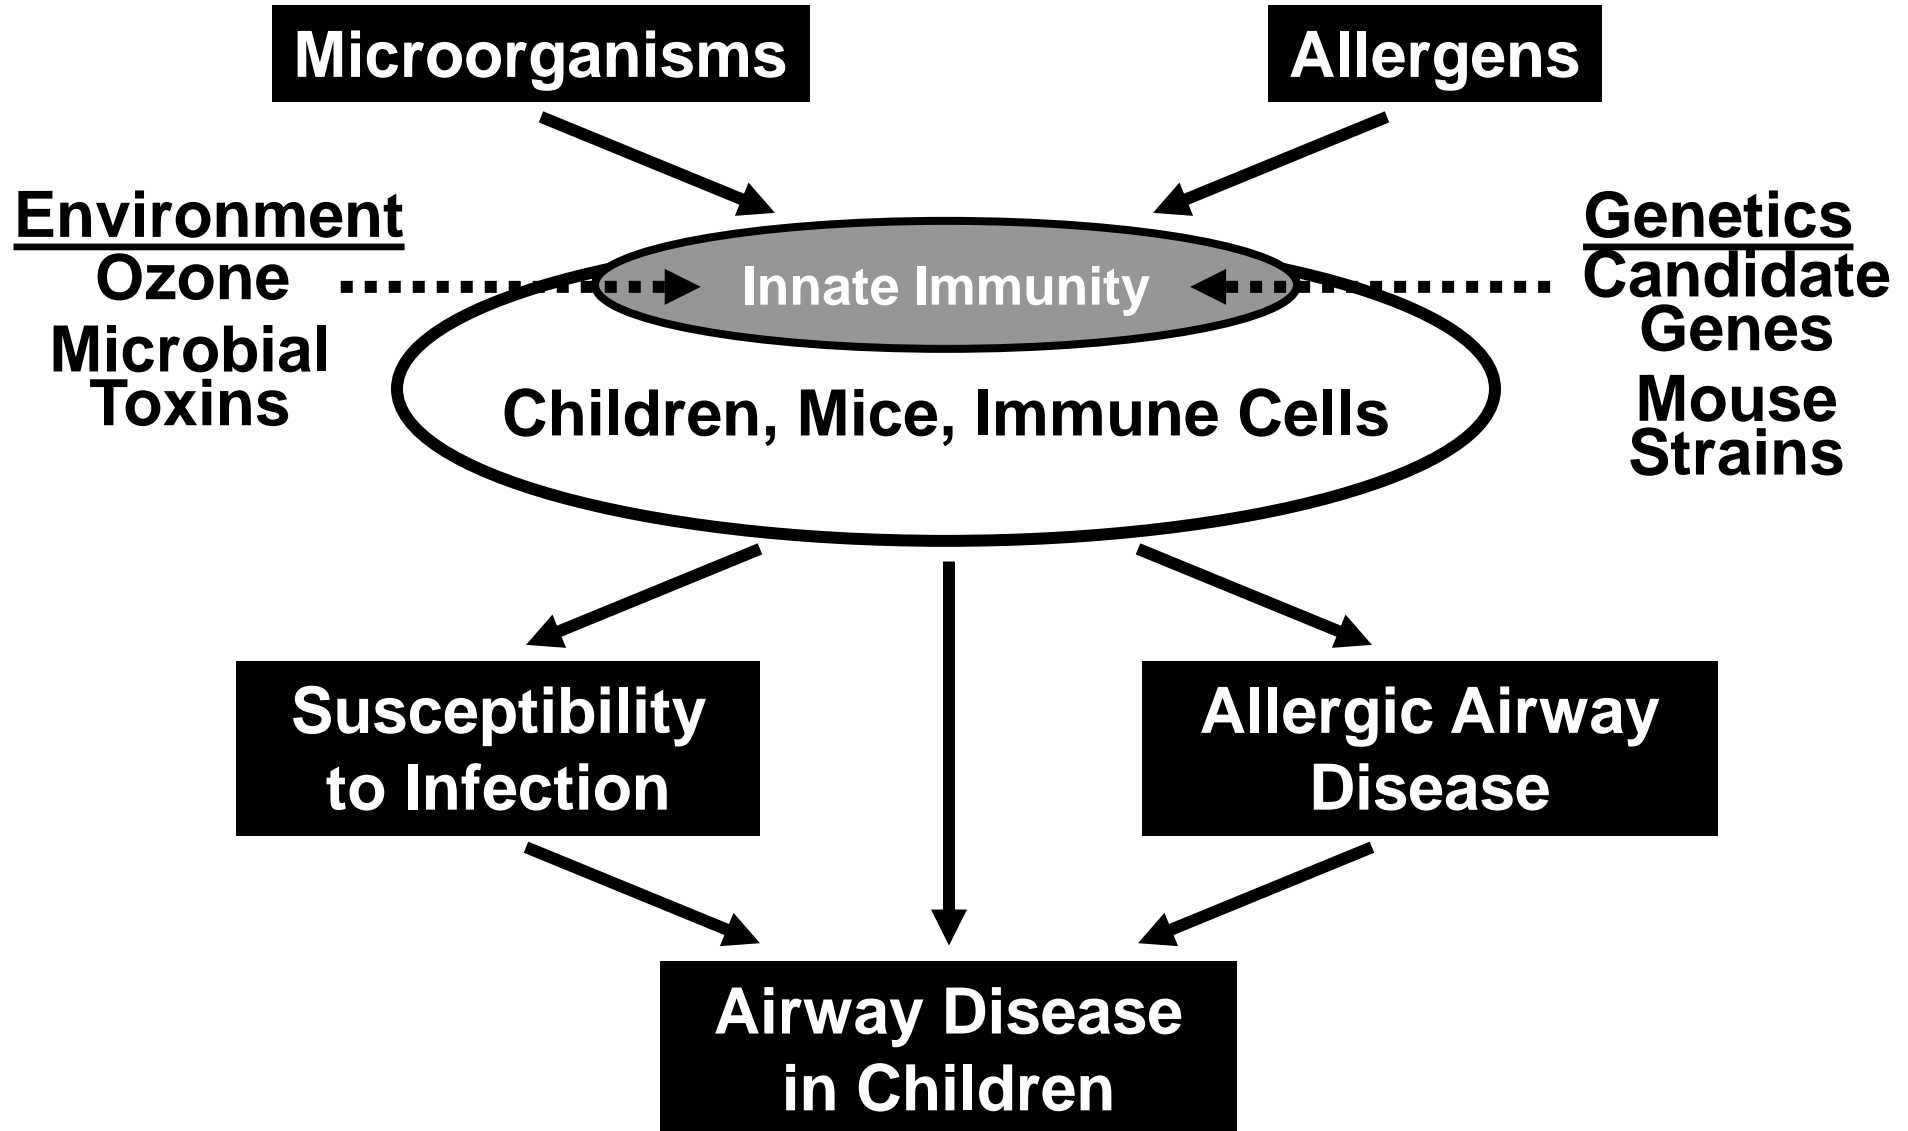 Microorganisms
Allergens
Environment
Ozone
Microbial
Toxins
Innate Immunity
Genetics
Candidate
Genes
Mouse
Strains
Children, Mice, Immune Cells
Susceptibility
to Infection
Allergic Airway
Disease
Airway Disease
in Children